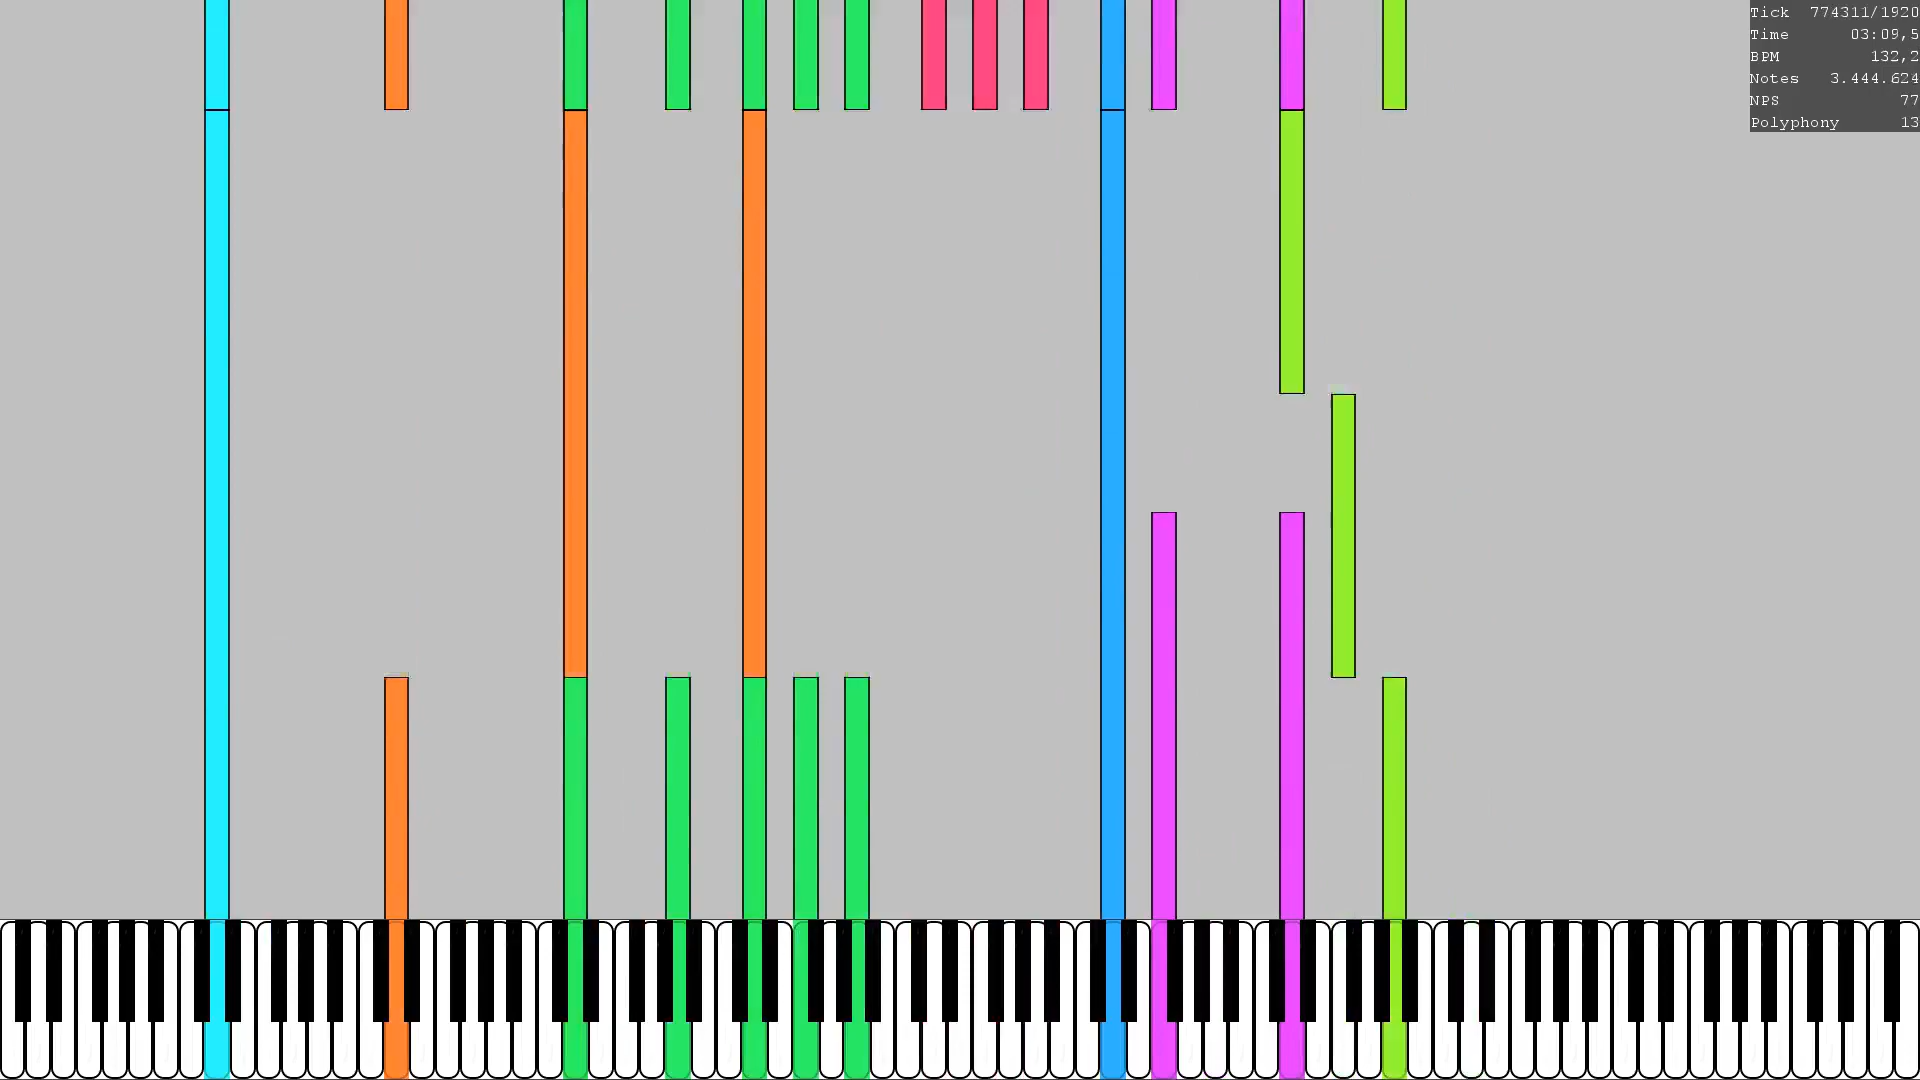 Tick 774311/1920
Time 03:09,5
BPM 132,2
Notes 3.444.624
NPS 77
Polyphony 13